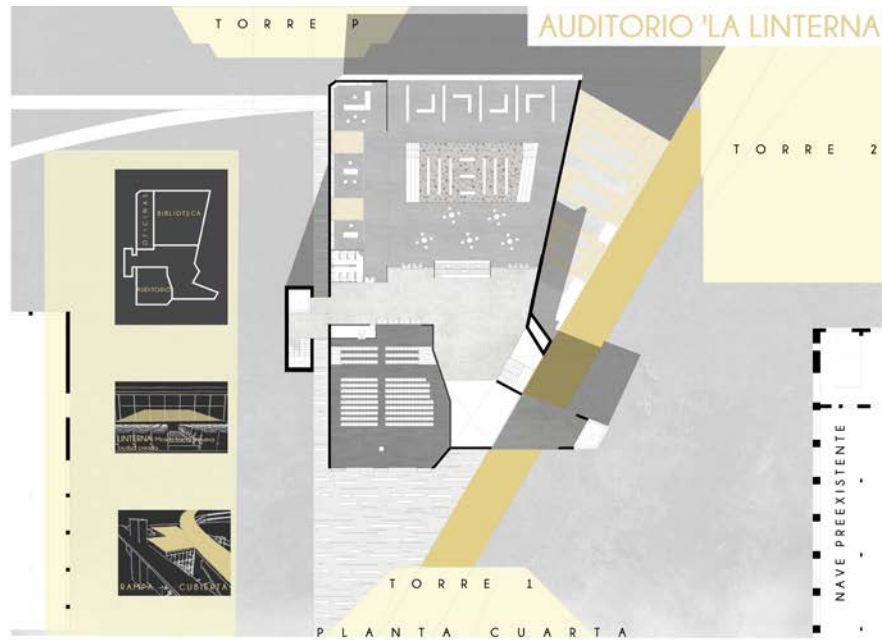 TORRE P
AUDITORIO 'LA LINTERNA'
TORRE 2
OFICINAS
BIBLIOTECA
AUDITORIO
LINTERNA
RAMPA → CUBIERTA
NAVE PREEXISTENTE
TORRE 1
PLANTA CUARTA